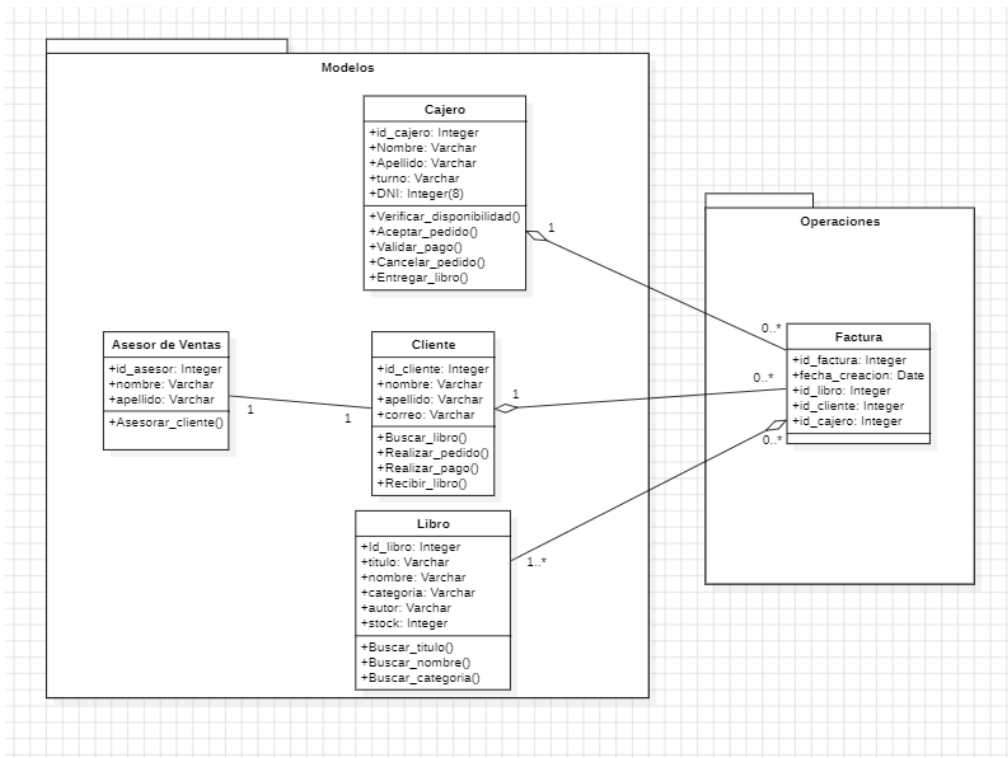 Modelos
Cajero
+id_cajero: Integer
+Nombre: Varchar
+Apellido: Varchar
+turno: Varchar
+DNI: Integer(8)
+Verificar_disponibilidad()
+Aceptar_pedido()
+Validar_pago()
+Cancelar_pedido()
+Entregar_libro()
1
Asesor de Ventas
+id_asesor: Integer
+nombre: Varchar
+apellido: Varchar
+Asesorar_cliente()
1
1
Cliente
+id_cliente: Integer
+nombre: Varchar
+apellido: Varchar
+correo: Varchar
+Buscar_libro()
+Realizar_pedido()
+Realizar_pago()
+Recibir_libro()
1
Libro
+Id_libro: Integer
+titulo: Varchar
+nombre: Varchar
+categoria: Varchar
+autor: Varchar
+stock: Integer
+Buscar_titulo()
+Buscar_nombre()
+Buscar_categoria()
1..*
Operaciones
0..*
0..*
0..*
Factura
+id_factura: Integer
+fecha_creacion: Date
+id_libro: Integer
+id_cliente: Integer
+id_cajero: Integer